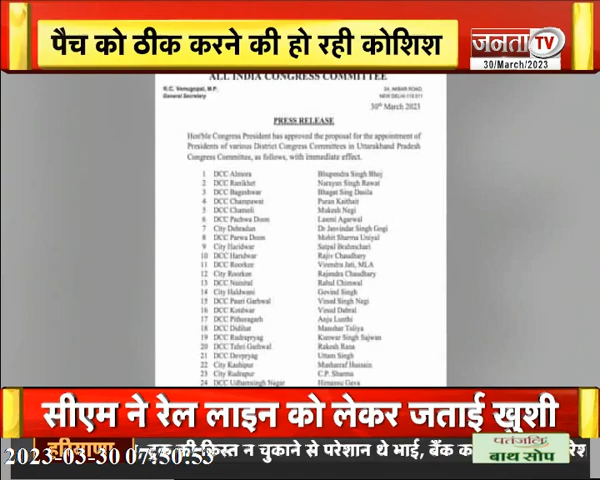 पैच को ठीक करने की हो रही कोशिश
जनता TV
30/March/2023
ALL INDIA CONGRESS COMMITTEE
K.C. Venugopal, M.P.
General Secretary
24, AKBAR ROAD,
NEW DELHI-110 011
30th March 2023
PRESS RELEASE
Hon'ble Congress President has approved the proposal for the appointment of
Presidents of various District Congress Committees in Uttarakhand Pradesh
Congress Committee, as follows, with immediate effect.
1 DCC Almora Bhupendra Singh Bhoj
2 DCC Ranikhet Narayan Singh Rawat
3 DCC Bageshwar Bhagat Sing Dasila
4 DCC Champawat Puran Kaithait
5 DCC Chamoli Mukesh Negi
6 DCC Pachwa Doon Laxmi Agarwal
7 City Dehradun Dr Jasvindar Singh Gogi
8 DCC Parwa Doon Mohit Sharma Uniyal
9 City Haridwar Satpal Brahmchari
10 DCC Haridwar Rajiv Chaudhary
11 DCC Roorkee Virendra Jati, MLA
12 City Roorkee Rajendra Chaudhary
13 DCC Nainital Rahul Chimwal
14 City Haldwani Govind Singh
15 DCC Pauri Garhwal Vinod Singh Negi
16 DCC Kotdwar Vinod Dabral
17 DCC Pithoragarh Anju Lunthi
18 DCC Didihat Manohar Toliya
19 DCC Rudrapryag Kunwar Singh Sajwan
20 DCC Tehri Garhwal Rakesh Rana
21 DCC Devpryag Uttam Singh
22 City Kashipur Musharraf Hussain
23 City Rudrapur C.P. Sharma
24 DCC Udhamsingh Nagar Himansu Gava
सीएम ने रेल लाइन को लेकर जताई खुशी
हरियाणा ट्रक की किस्त न चुकाने से परेशान थे भाई, बैंक
पतंजलि
बाथ सोप
2023-03-30 07:50:53